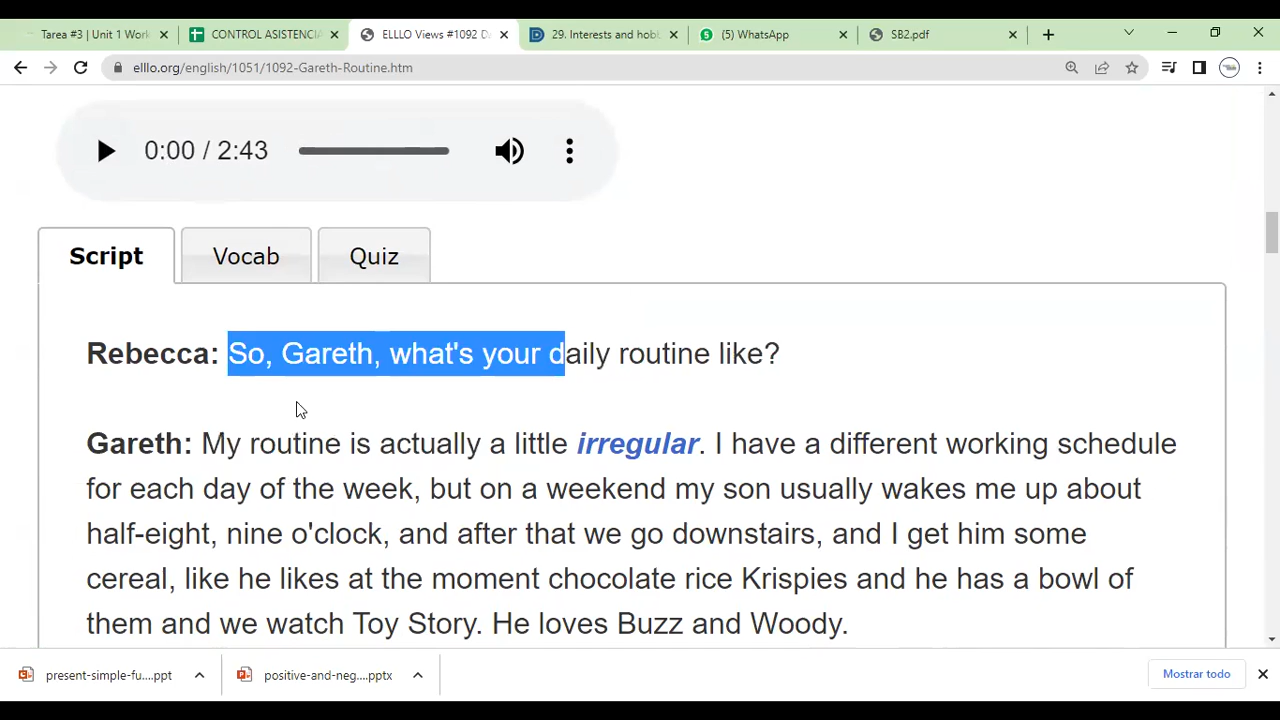 Tarea #3 | Unit 1 Work
CONTROL ASISTENCIA
ELLLO Views #1092 Da
29. Interests and hobb
(5) WhatsApp
SB2.pdf
elllo.org/english/1051/1092-Gareth-Routine.htm
0:00 / 2:43
Script
Vocab
Quiz
Rebecca: So, Gareth, what's your daily routine like?
Gareth: My routine is actually a little irregular. I have a different working schedule
for each day of the week, but on a weekend my son usually wakes me up about
half-eight, nine o'clock, and after that we go downstairs, and I get him some
cereal, like he likes at the moment chocolate rice Krispies and he has a bowl of
them and we watch Toy Story. He loves Buzz and Woody.
present-simple-fu....ppt
positive-and-neg....pptx
Mostrar todo